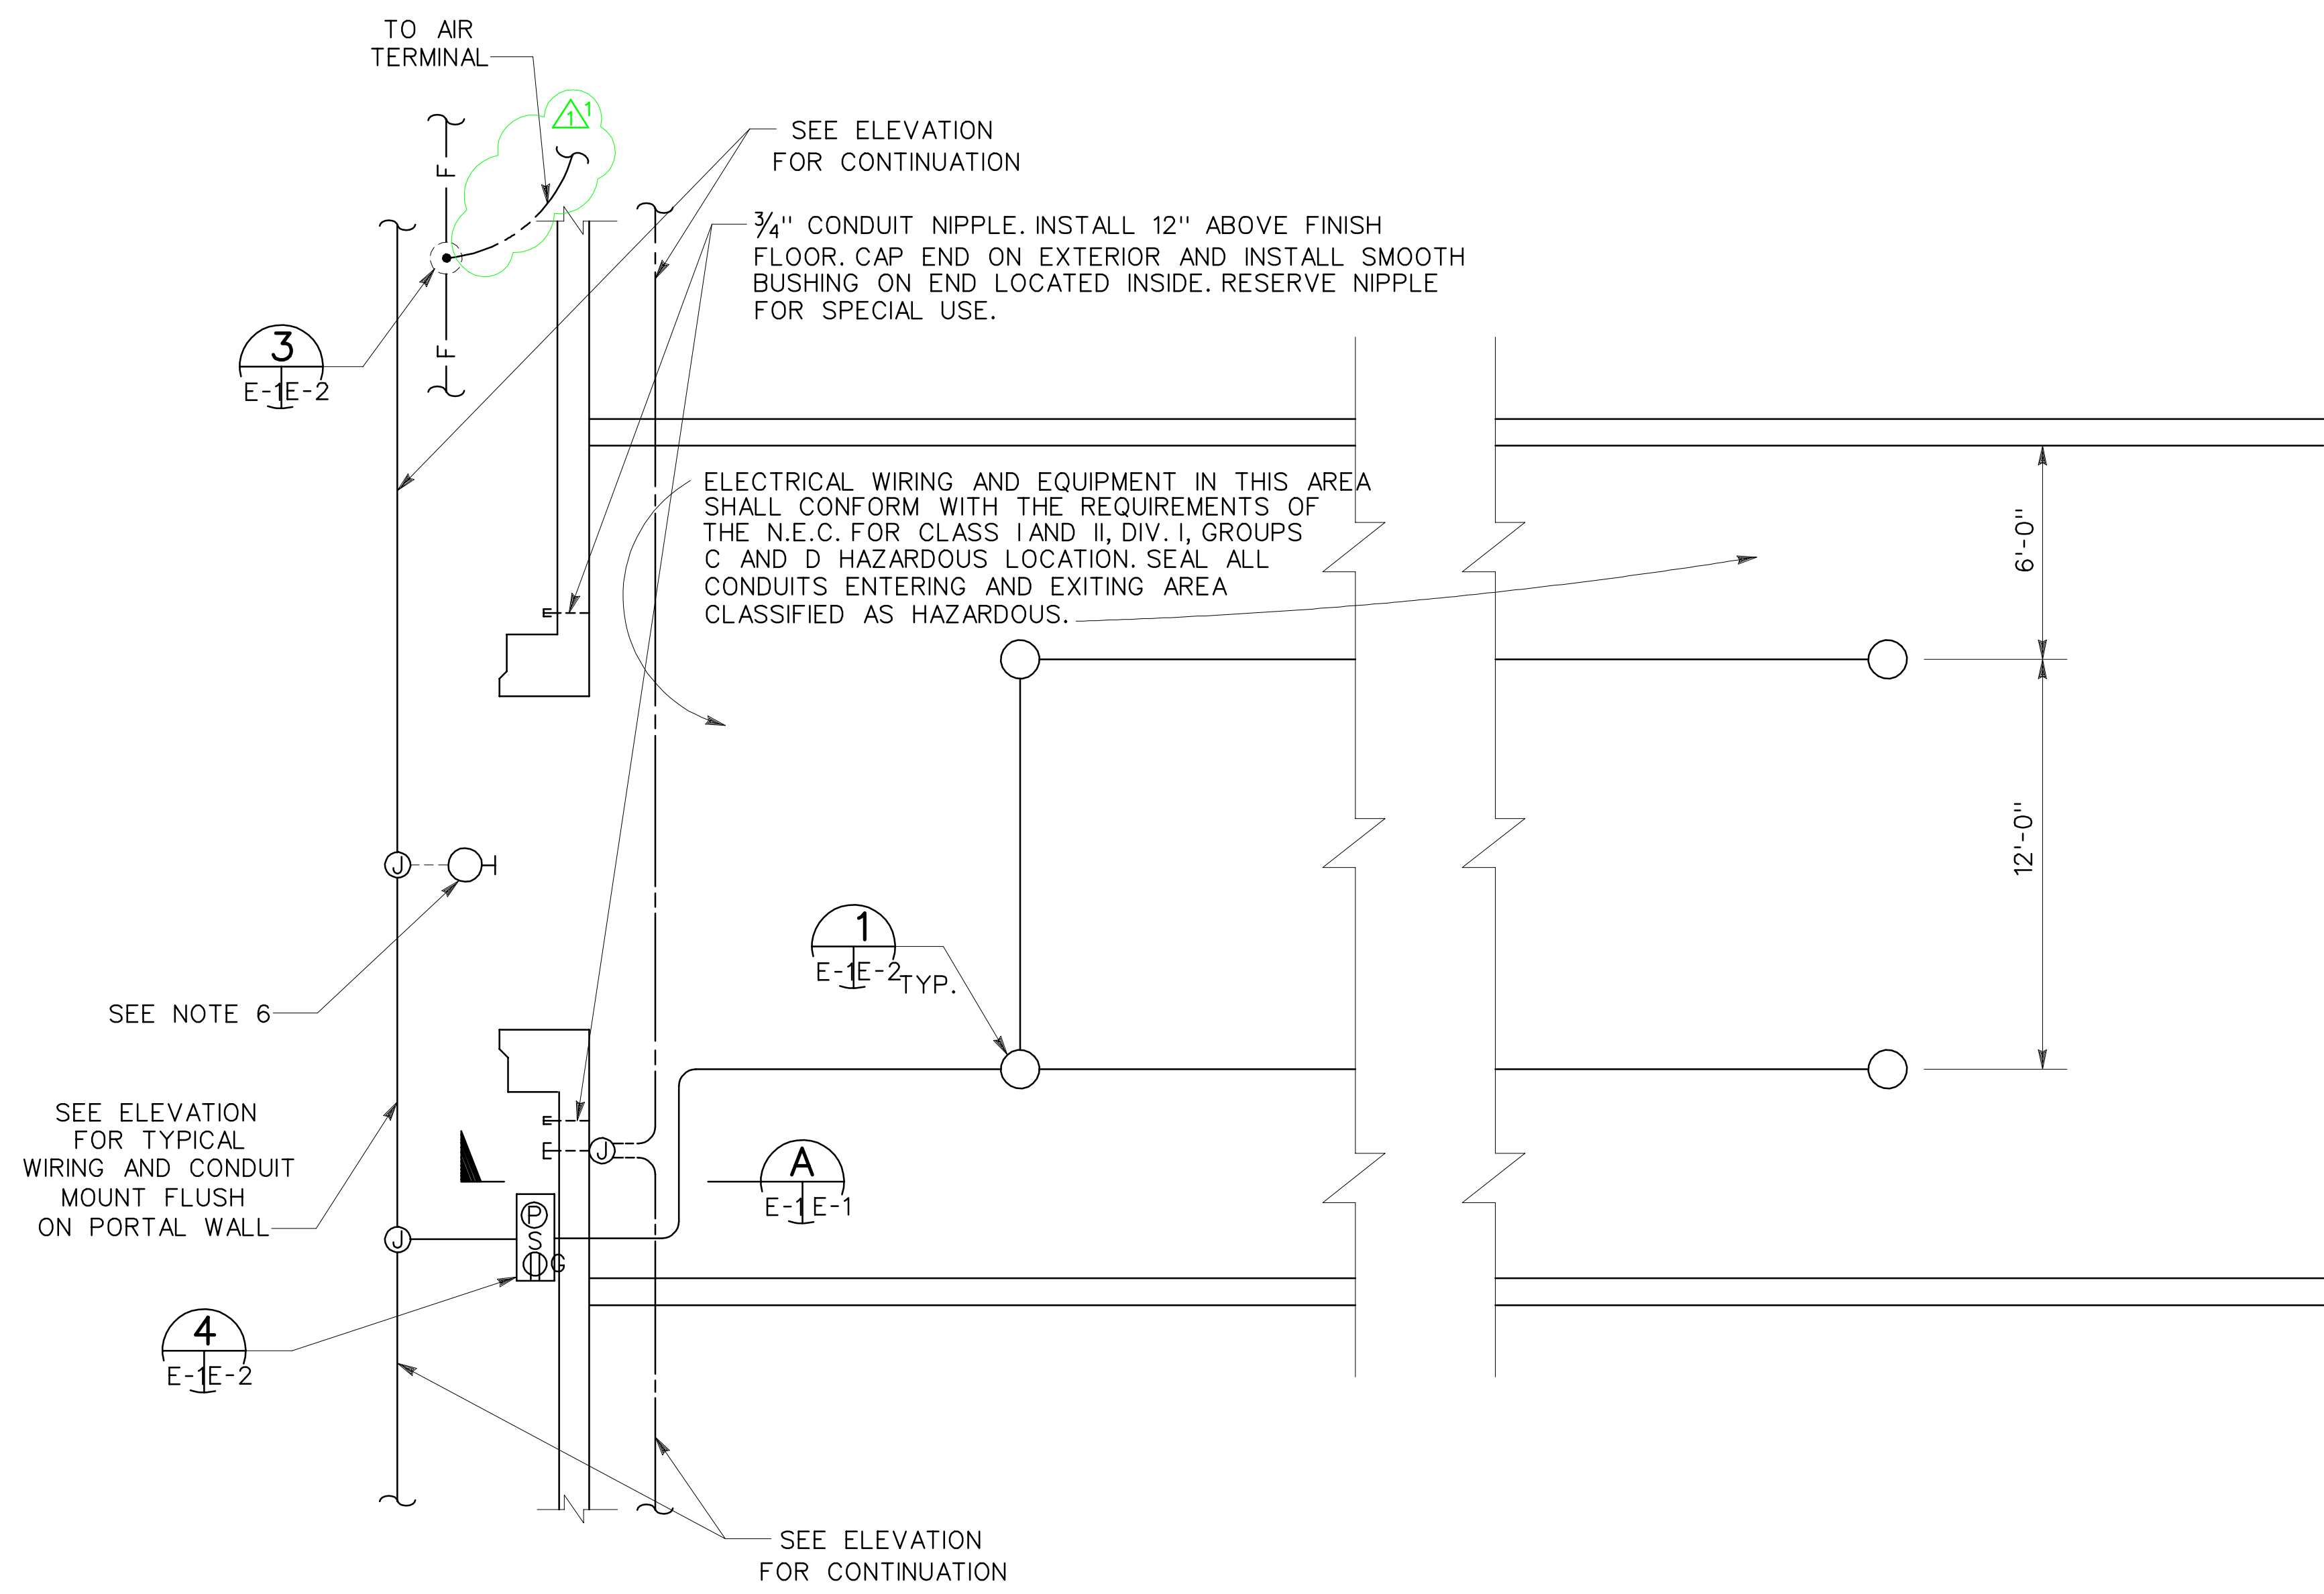 TO AIR
TERMINAL
1
1
SEE ELEVATION
FOR CONTINUATION
F
3/4" CONDUIT NIPPLE. INSTALL 12" ABOVE FINISH
FLOOR. CAP END ON EXTERIOR AND INSTALL SMOOTH
BUSHING ON END LOCATED INSIDE. RESERVE NIPPLE
FOR SPECIAL USE.
3
E-1 E-2
F
ELECTRICAL WIRING AND EQUIPMENT IN THIS AREA
SHALL CONFORM WITH THE REQUIREMENTS OF
THE N.E.C. FOR CLASS I AND II, DIV. I, GROUPS
C AND D HAZARDOUS LOCATION. SEAL ALL
CONDUITS ENTERING AND EXITING AREA
CLASSIFIED AS HAZARDOUS.
6'-0"
12'-0"
J
1
E-1 E-2
TYP.
SEE NOTE 6
SEE ELEVATION
FOR TYPICAL
WIRING AND CONDUIT
MOUNT FLUSH
ON PORTAL WALL
J
A
E-1 E-1
P
S
G
J
4
E-1 E-2
SEE ELEVATION
FOR CONTINUATION